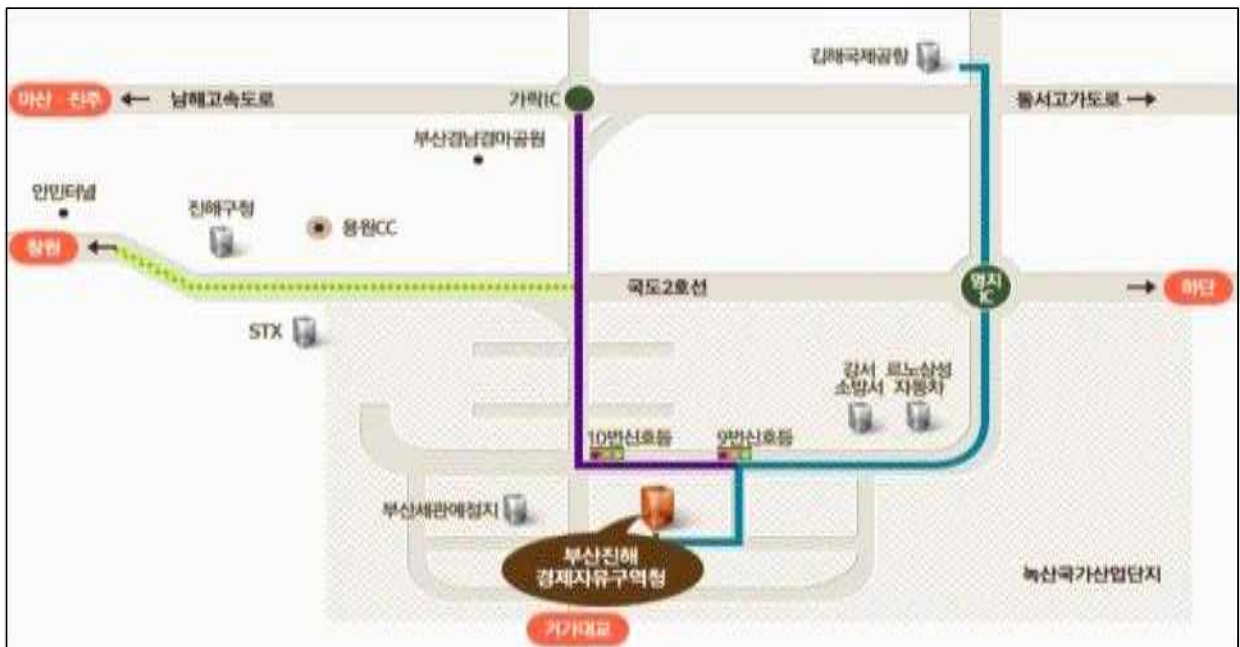 김해국제공항
마산 진주 ← 남해고속도로
가락IC
동서고가도로 →
부산경남경마공원
안민터널
진해구청
용원CC
창원 ←
국도2호선
명지
IC
→ 하단
STX
강서 르노삼성
소방서 자동차
10번신호등
9번신호등
부산세관예정지
부산진해
경제자유구역청
녹산국가산업단지
거가대교